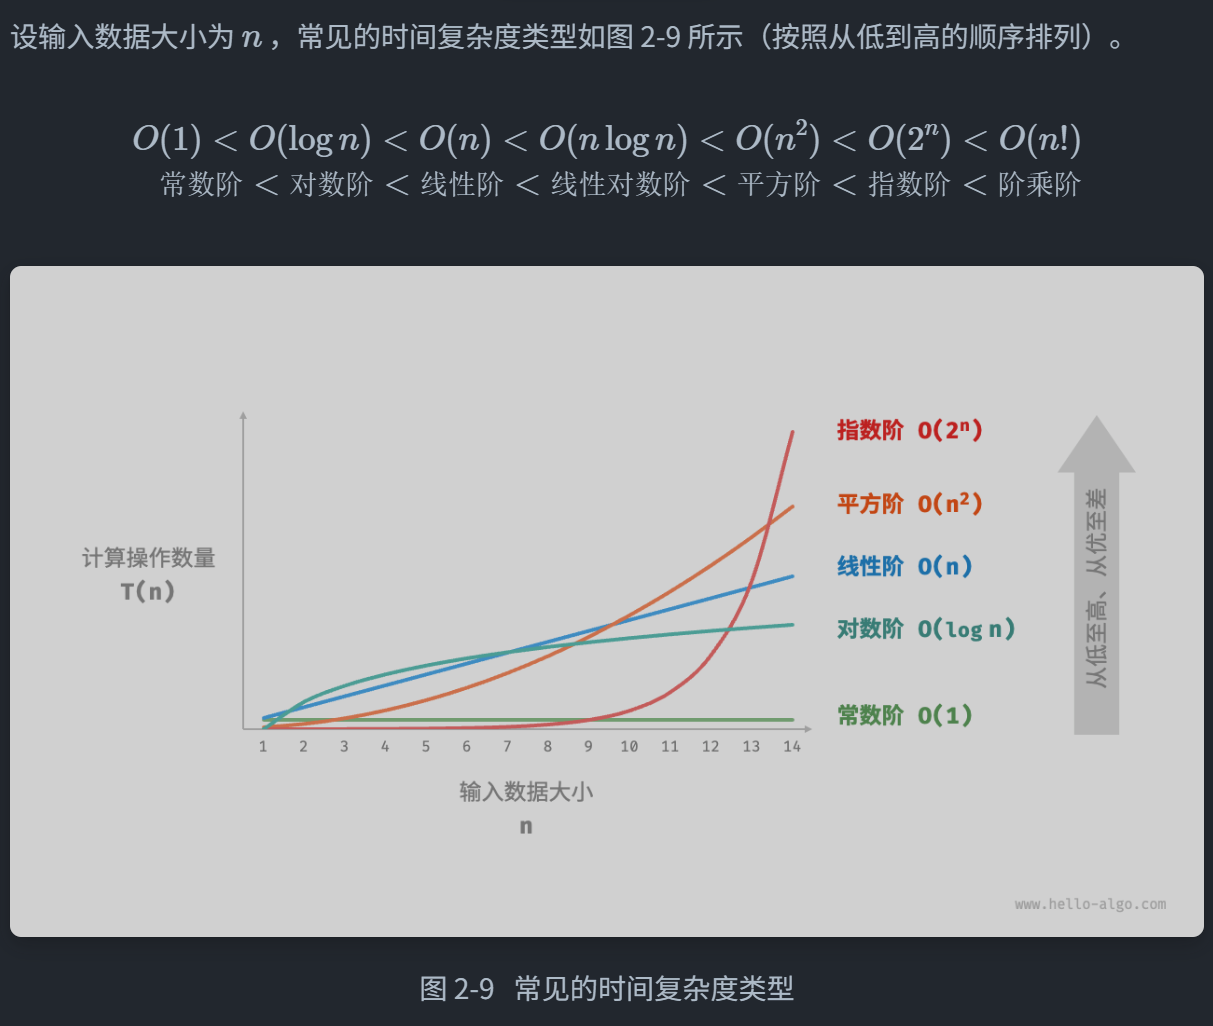 设输入数据大小为 n ，常见的时间复杂度类型如图 2-9 所示（按照从低到高的顺序排列）。
O(1) < O(log n) < O(n) < O(n log n) < O(n²) < O(2ⁿ) < O(n!)
常数阶 < 对数阶 < 线性阶 < 线性对数阶 < 平方阶 < 指数阶 < 阶乘阶
指数阶 O(2ⁿ)
平方阶 O(n²)
线性阶 O(n)
对数阶 O(log n)
常数阶 O(1)
从低至高、从优至差
计算操作数量
T(n)
1 2 3 4 5 6 7 8 9 10 11 12 13 14
输入数据大小
n
www.hello-algo.com
图 2-9 常见的时间复杂度类型